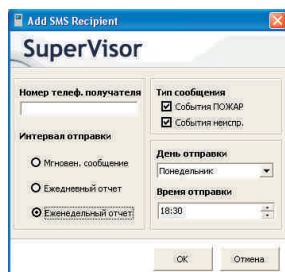 Add SMS Recipient
SuperVisor
Номер телеф. получателя
Интервал отправки
Мгновен. сообщение
Ежедневный отчет
Еженедельный отчет
Тип сообщения
События ПОЖАР
События неиспр.
День отправки
Понедельник
Время отправки
18:30
OK
Отмена